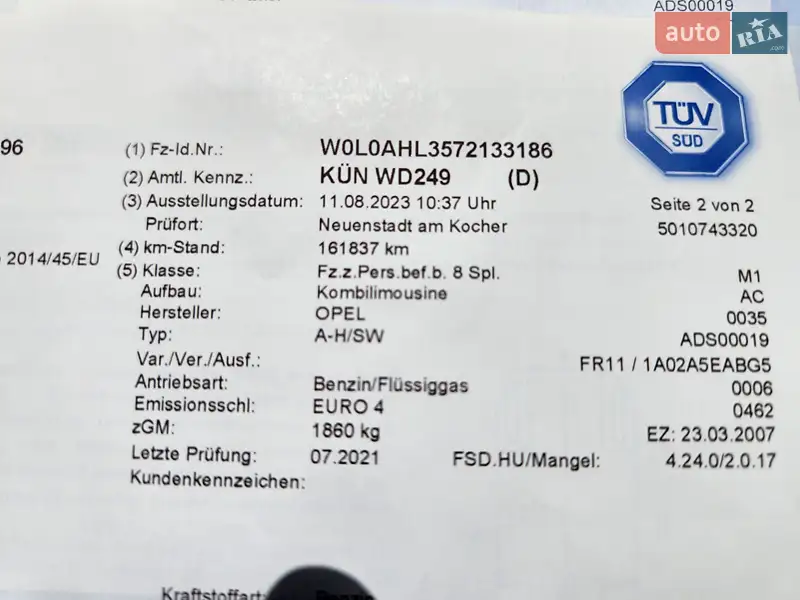 ADS00019
auto RIA .com
TÜV
SÜD
96
(1) Fz-Id.Nr.: W0L0AHL3572133186
(2) Amtl. Kennz.: KÜN WD249 (D)
(3) Ausstellungsdatum: 11.08.2023 10:37 Uhr Seite 2 von 2
Prüfort: Neuenstadt am Kocher 5010743320
(4) km-Stand: 161837 km
2014/45/EU
(5) Klasse: Fz.z.Pers.bef.b. 8 Spl. M1
Aufbau: Kombilimousine AC
Hersteller: OPEL 0035
Typ: A-H/SW ADS00019
Var./Ver./Ausf.: FR11 / 1A02A5EABG5
Antriebsart: Benzin/Flüssiggas 0006
Emissionsschl: EURO 4 0462
zGM: 1860 kg EZ: 23.03.2007
Letzte Prüfung: 07.2021 FSD.HU/Mangel: 4.24.0/2.0.17
Kundenkennzeichen:
Kraftstoffart: Benzin